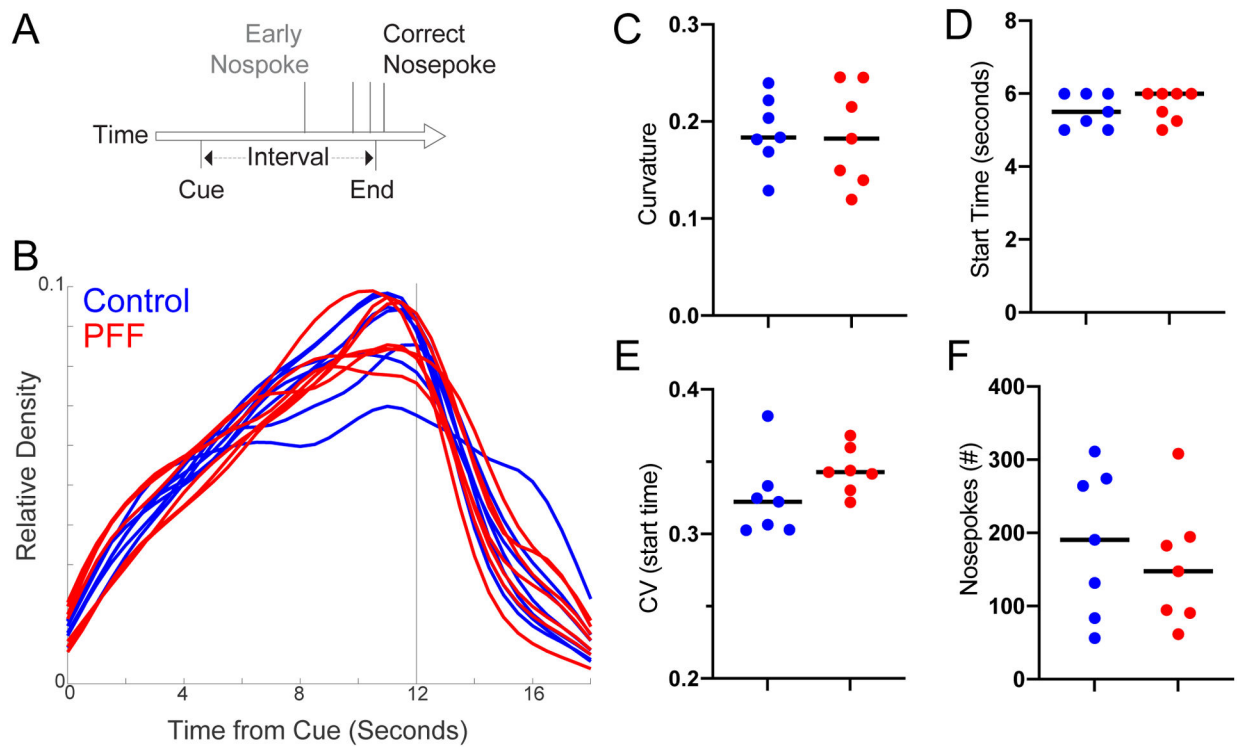 A
Early
Nospoke
Correct
Nosepoke
Time
Interval
Cue
End
B
0.1
Control
PFF
Relative Density
0
0
4
8
12
16
Time from Cue (Seconds)
C
0.3
0.2
0.1
0.0
Curvature
D
8
6
4
2
0
Start Time (seconds)
E
0.4
0.3
0.2
CV (start time)
F
400
300
200
100
0
Nosepokes (#)